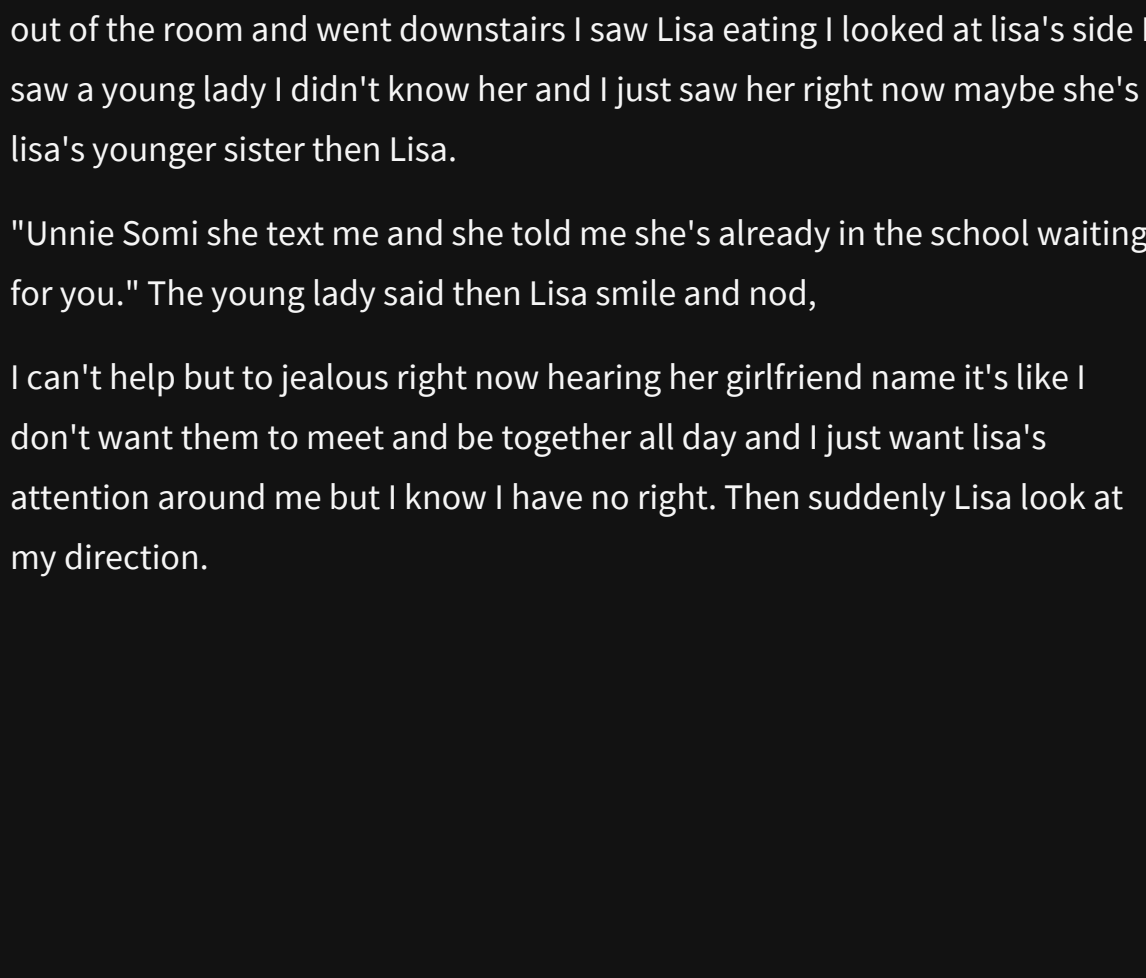 out of the room and went downstairs I saw Lisa eating I looked at lisa's side I
saw a young lady I didn't know her and I just saw her right now maybe she's
lisa's younger sister then Lisa.
"Unnie Somi she text me and she told me she's already in the school waiting
for you." The young lady said then Lisa smile and nod,
I can't help but to jealous right now hearing her girlfriend name it's like I
don't want them to meet and be together all day and I just want lisa's
attention around me but I know I have no right. Then suddenly Lisa look at
my direction.